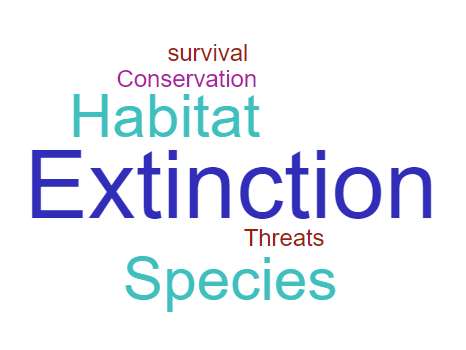 survival
Conservation
Habitat
Extinction
Threats
Species